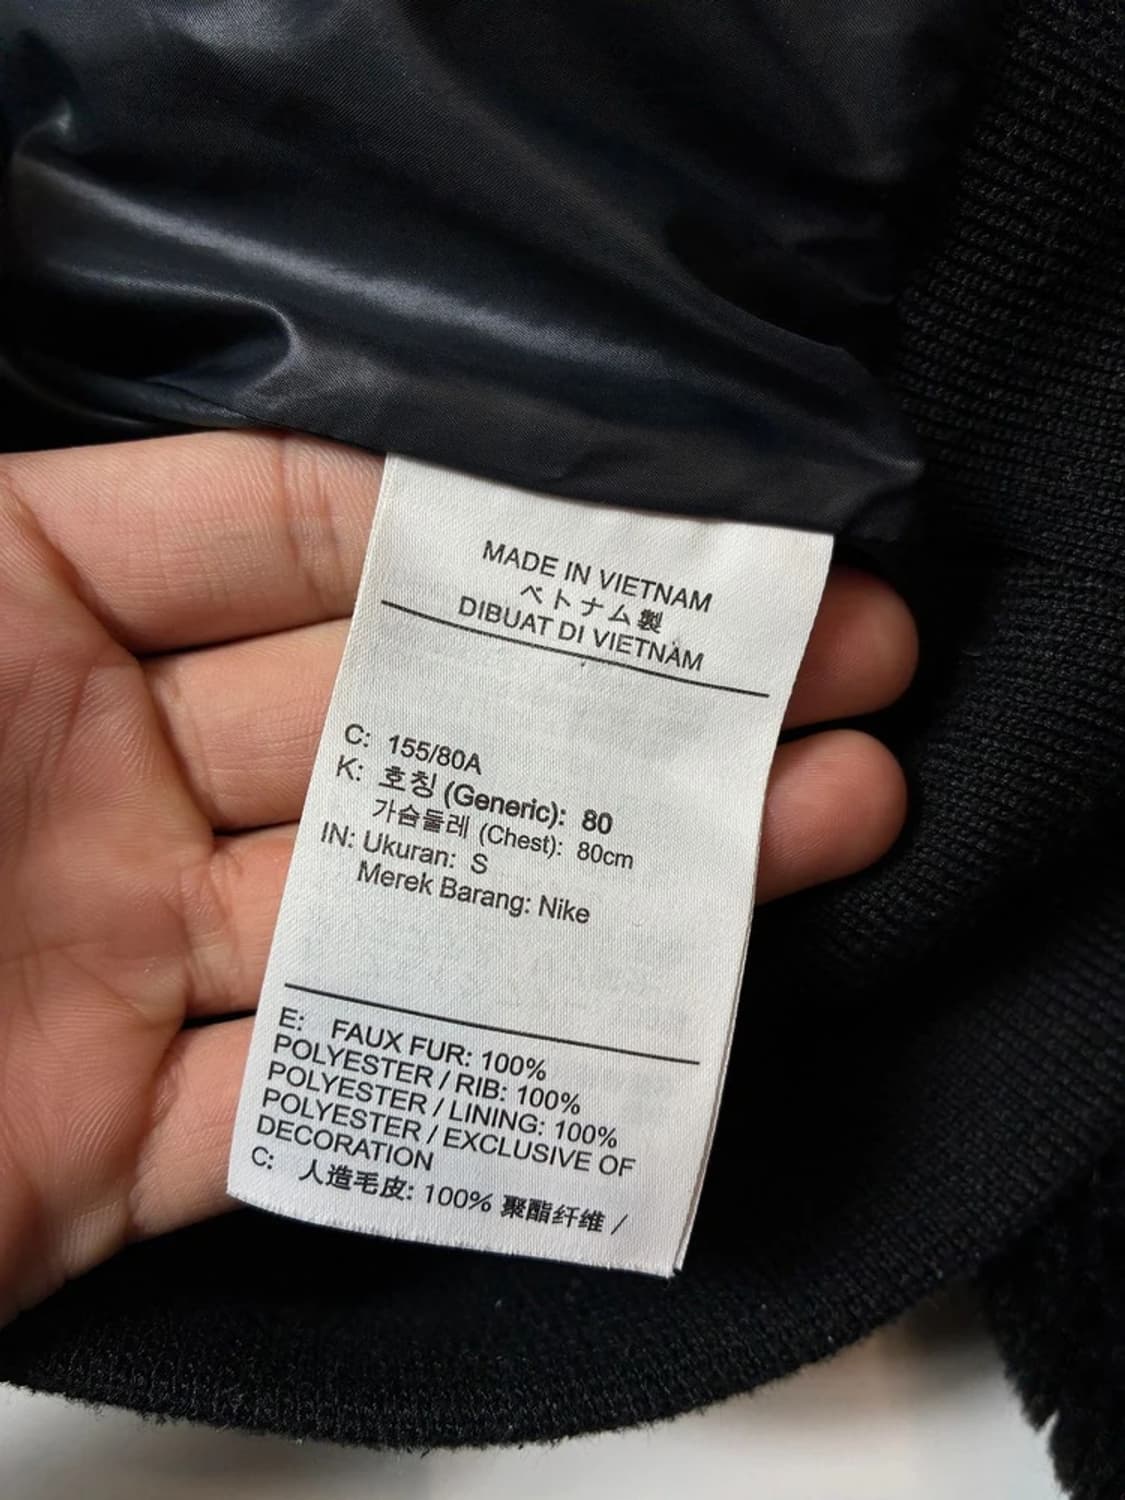 MADE IN VIETNAM
ベトナム製
DIBUAT DI VIETNAM
C: 155/80A
K: 호칭 (Generic): 80
가슴둘레 (Chest): 80cm
IN: Ukuran: S
Merek Barang: Nike
E: FAUX FUR: 100%
POLYESTER / RIB: 100%
POLYESTER / LINING: 100%
POLYESTER / EXCLUSIVE OF
DECORATION
C: 人造毛皮: 100% 聚酯纤维 /